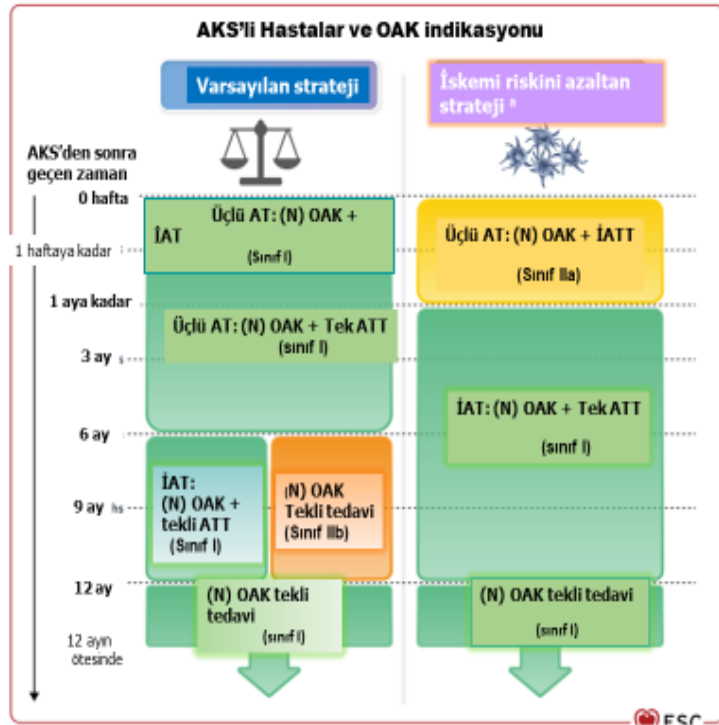 AKS’li Hastalar ve OAK indikasyonu
Varsayılan strateji
İskemi riskini azaltan
strateji a
AKS’den sonra
geçen zaman
0 hafta
1 haftaya kadar
1 aya kadar
3 ay
6 ay
9 ay
12 ay
12 ayın
ötesinde
Üçlü AT: (N) OAK +
İAT
(Sınıf I)
Üçlü AT: (N) OAK + Tek ATT
(sınıf I)
İAT:
(N) OAK +
tekli ATT
(Sınıf I)
(N) OAK
Tekli tedavi
(Sınıf IIb)
(N) OAK tekli
tedavi
(sınıf I)
Üçlü AT: (N) OAK + İATT
(Sınıf IIa)
İAT: (N) OAK + Tek ATT
(sınıf I)
(N) OAK tekli tedavi
(sınıf I)
ESC